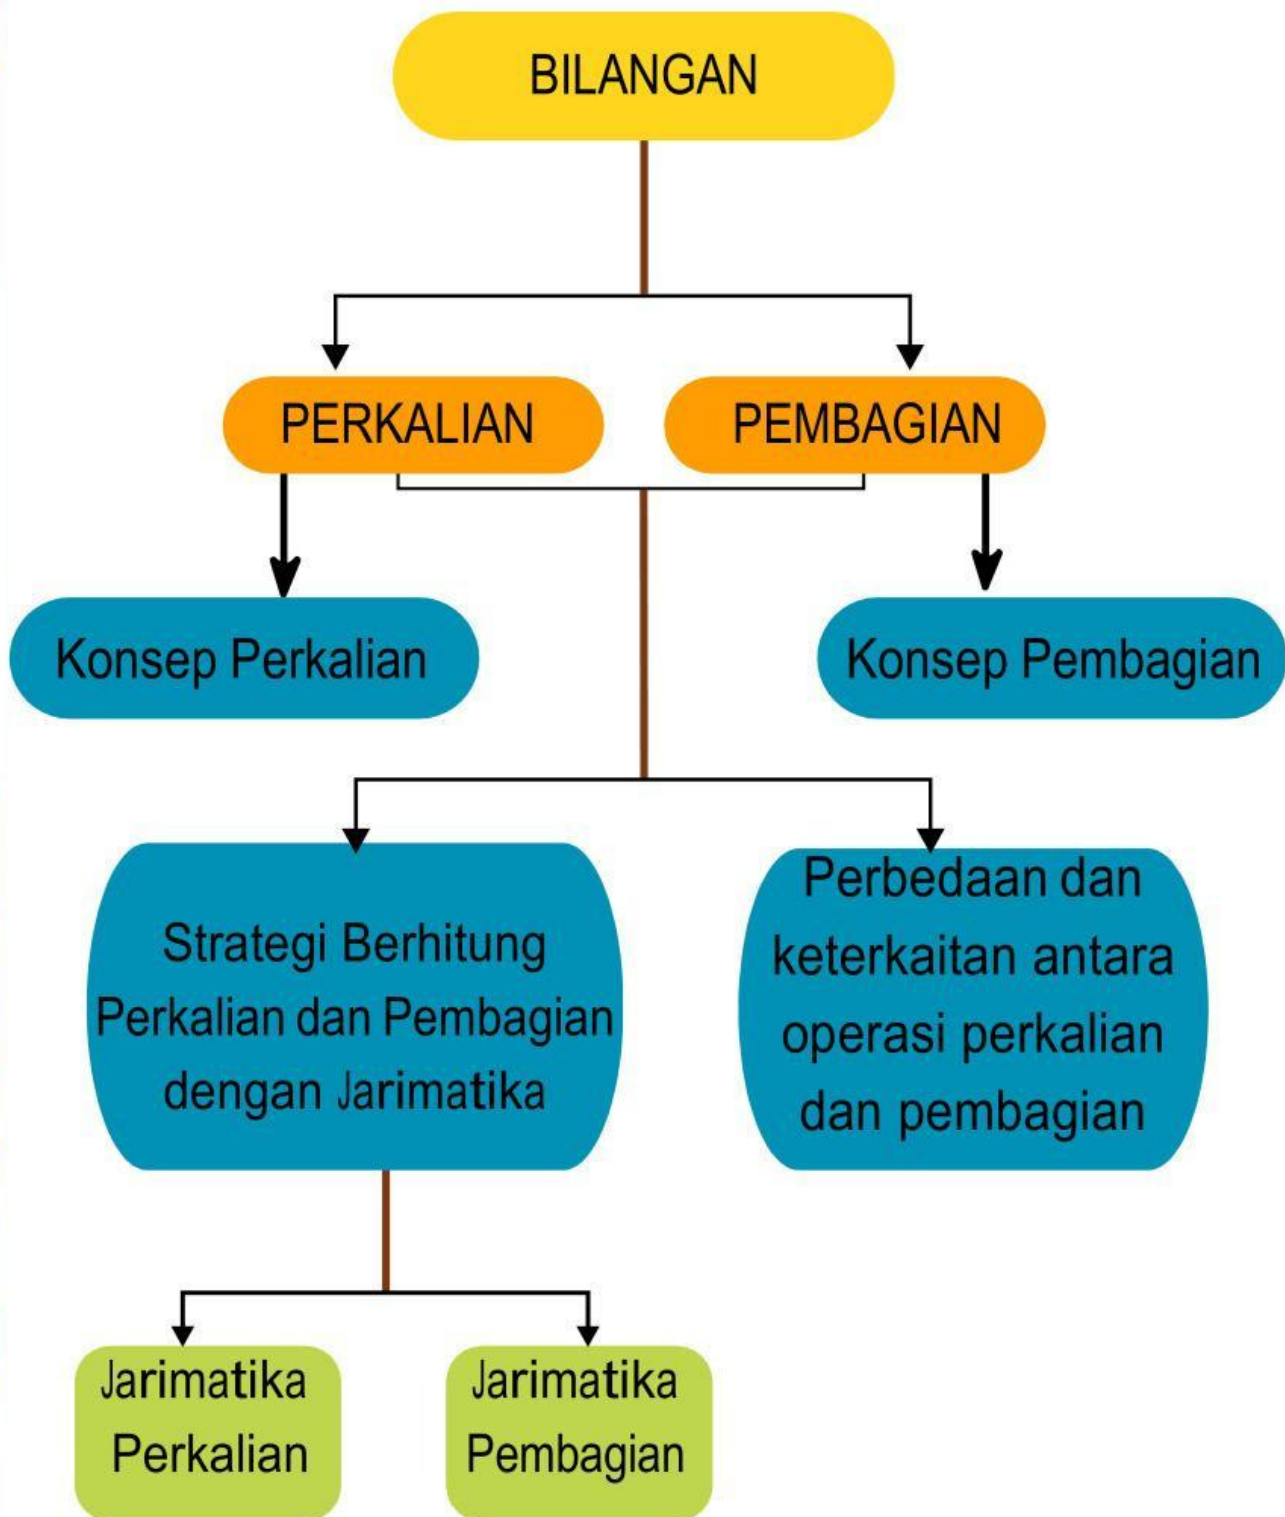 BILANGAN
PERKALIAN
PEMBAGIAN
Konsep Perkalian
Konsep Pembagian
Strategi Berhitung
Perkalian dan Pembagian
dengan Jarimatika
Perbedaan dan
keterkaitan antara
operasi perkalian
dan pembagian
Jarimatika
Perkalian
Jarimatika
Pembagian